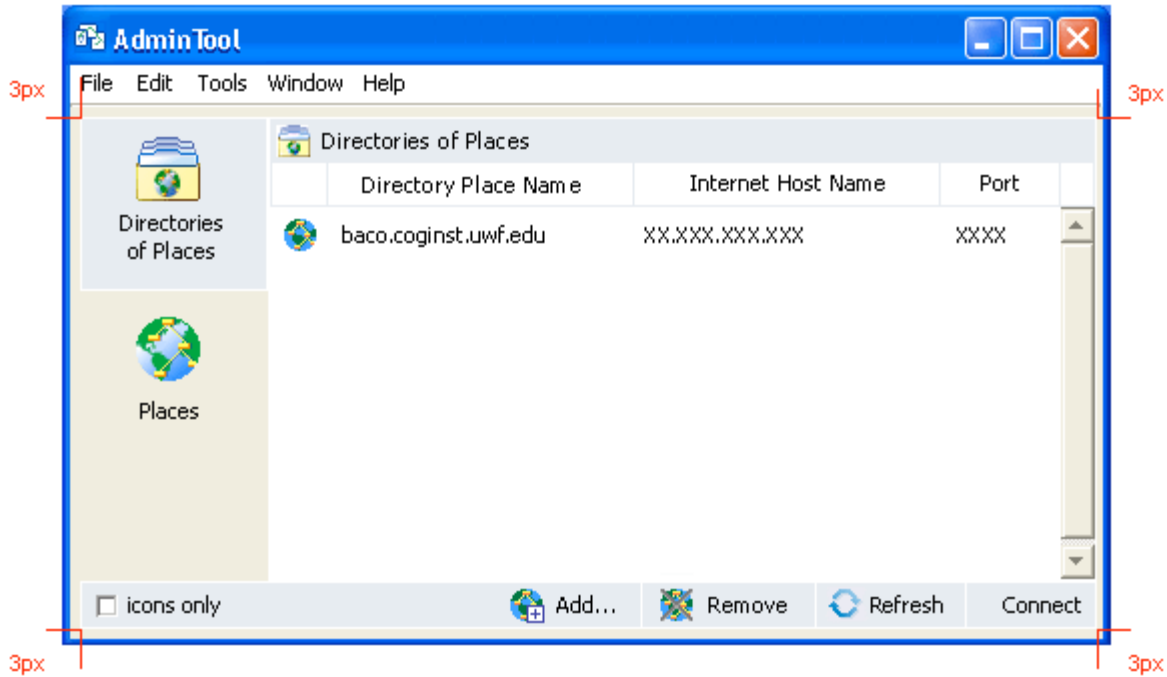 AdminTool
File Edit Tools Window Help
3px
3px
Directories of Places
Directory Place Name Internet Host Name Port
Directories
of Places
baco.coginst.uwf.edu XX.XXX.XXX.XXX XXXX
Places
icons only Add... Remove Refresh Connect
3px
3px